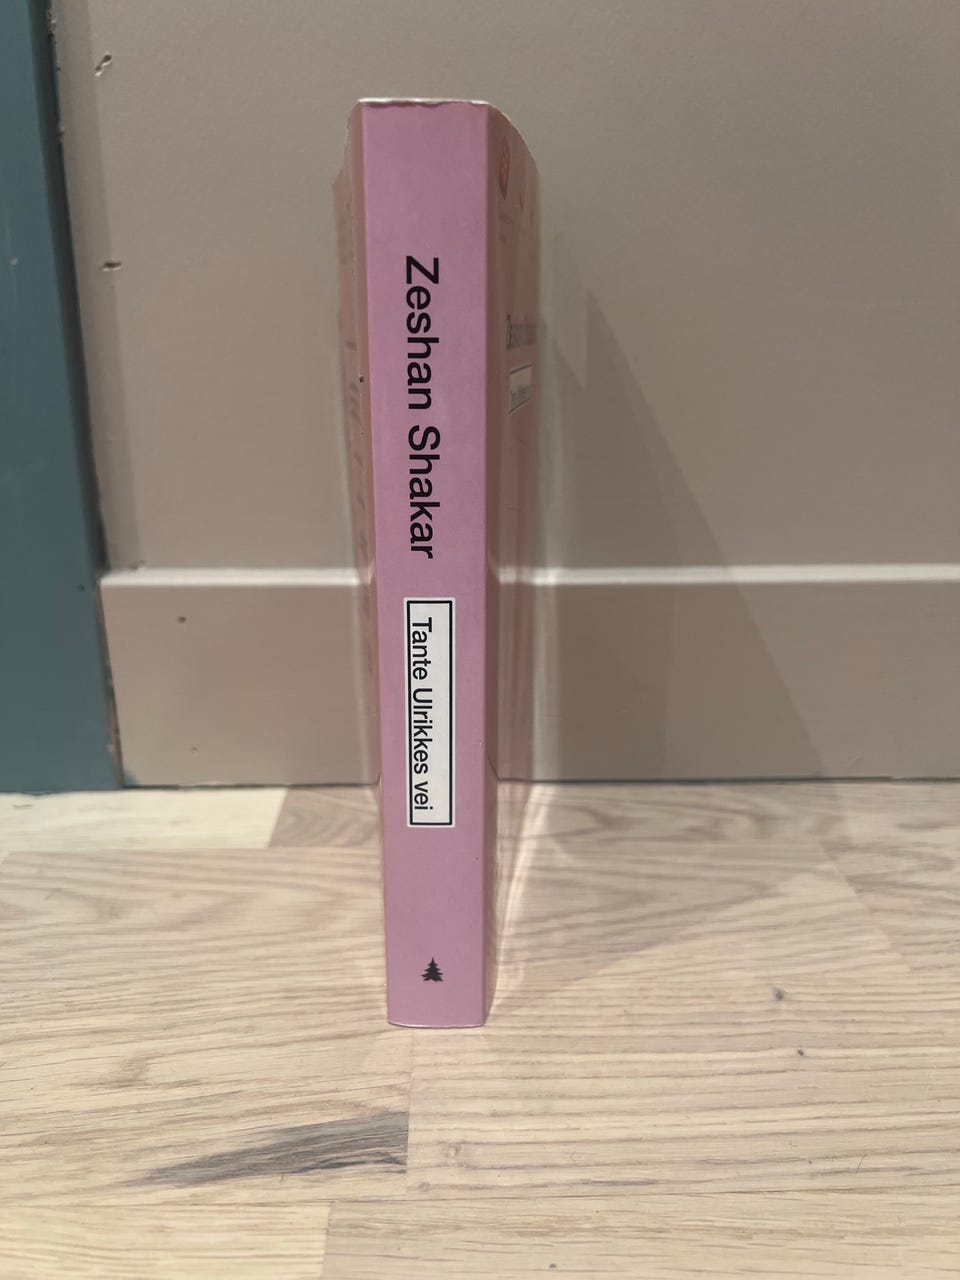 Zeshan Shakar
Tante Ulrikkes vei